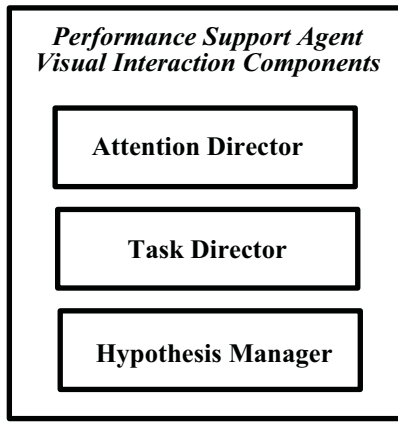 Performance Support Agent
Visual Interaction Components
Attention Director
Task Director
Hypothesis Manager